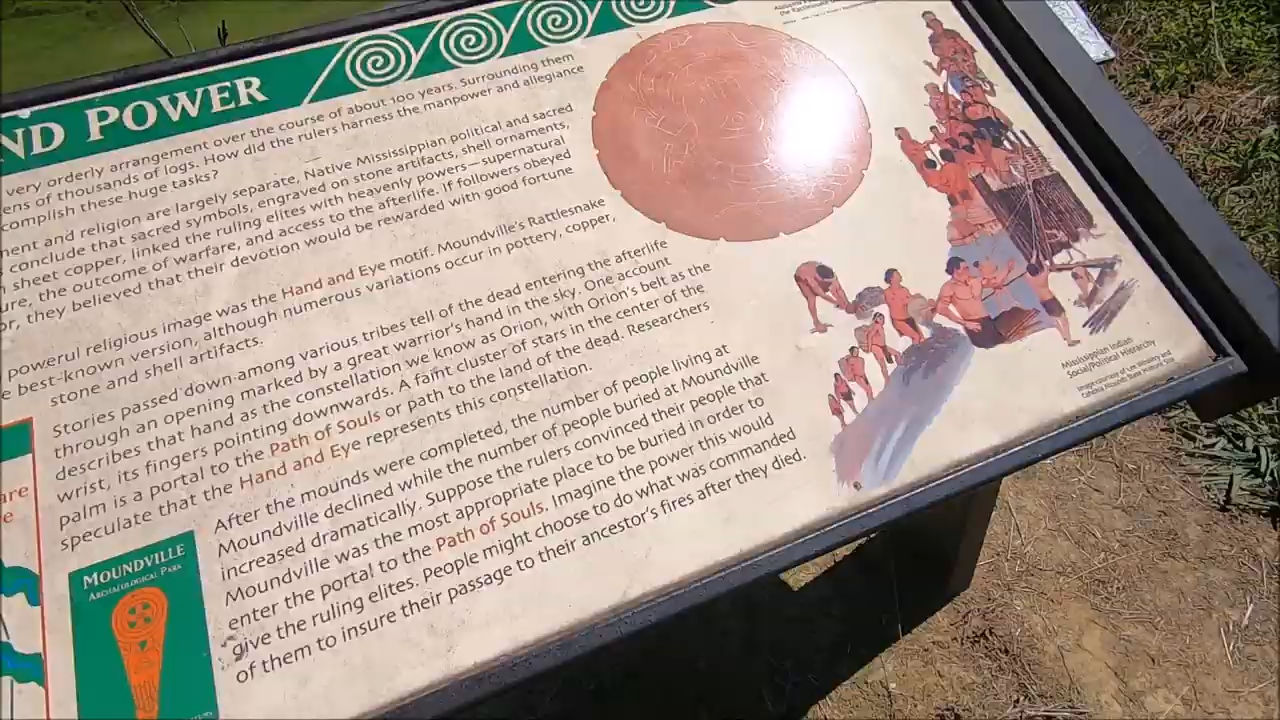 ND POWER
very orderly arrangement over the course of about 100 years. Surrounding them
ens of thousands of logs. How did the rulers harness the manpower and allegiance
complish these huge tasks?
ent and religion are largely separate, Native Mississippian political and sacred
conclude that sacred symbols, engraved on stone artifacts, shell ornaments,
sheet copper, linked the ruling elites with heavenly powers—supernatural
ure, the outcome of warfare, and access to the afterlife. If followers obeyed
or, they believed that their devotion would be rewarded with good fortune
powerul religious image was the Hand and Eye motif. Moundville's Rattlesnake
best-known version, although numerous variations occur in pottery, copper,
stone and shell artifacts.
Stories passed down among various tribes tell of the dead entering the afterlife
through an opening marked by a great warrior's hand in the sky. One account
describes that hand as the constellation we know as Orion, with Orion's belt as the
wrist, its fingers pointing downwards. A faint cluster of stars in the center of the
palm is a portal to the Path of Souls or path to the land of the dead. Researchers
speculate that the Hand and Eye represents this constellation.
After the mounds were completed, the number of people living at
Moundville declined while the number of people buried at Moundville
increased dramatically. Suppose the rulers convinced their people that
Moundville was the most appropriate place to be buried in order to
enter the portal to the Path of Souls. Imagine the power this would
give the ruling elites. People might choose to do what was commanded
of them to insure their passage to their ancestor's fires after they died.
are
e
MOUNDVILLE
ARCHAEOLOGICAL PARK
Mississippian Indian
Social/Political Hierarchy
Image courtesy of
Cahokia Mounds State Historic Site